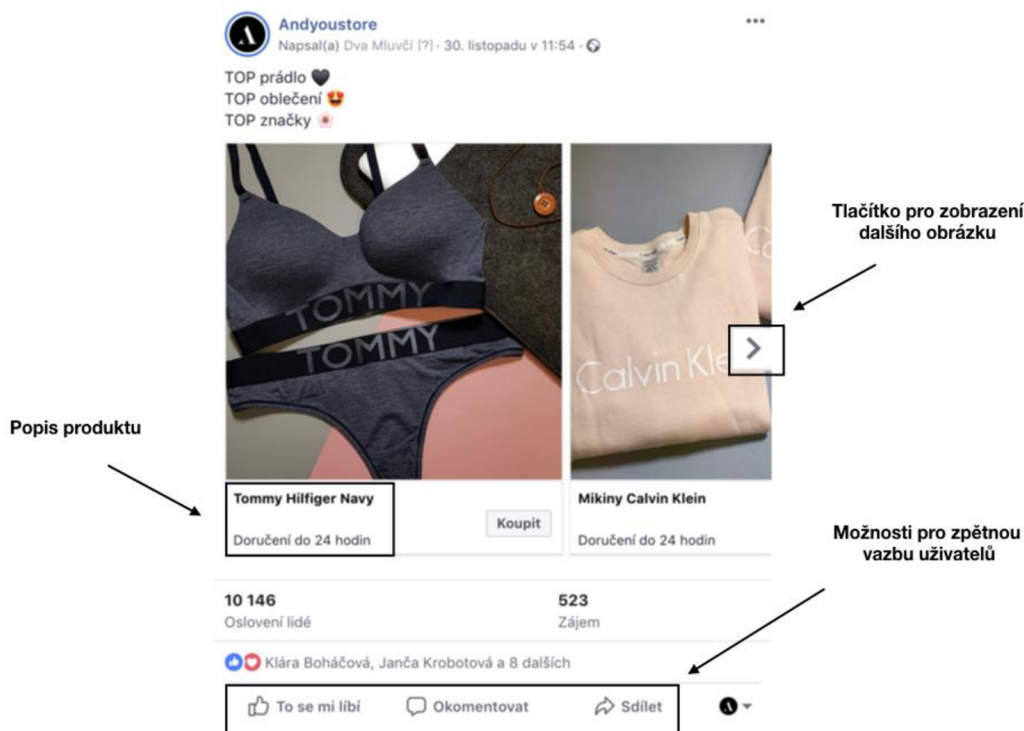 Andyoustore
Napsal(a) Dva Mluvčí [?] · 30. listopadu v 11:54 ·
TOP prádlo 🖤
TOP oblečení 🤩
TOP značky 🌸
TOMMY
TOMMY
Calvin Kle
Tlačítko pro zobrazení
dalšího obrázku
Popis produktu
Tommy Hilfiger Navy
Doručení do 24 hodin
Koupit
Mikiny Calvin Klein
Doručení do 24 hodin
Možnosti pro zpětnou
vazbu uživatelů
10 146
Oslovení lidé
523
Zájem
Klára Boháčová, Janča Krobotová a 8 dalších
To se mi líbí
Okomentovat
Sdílet